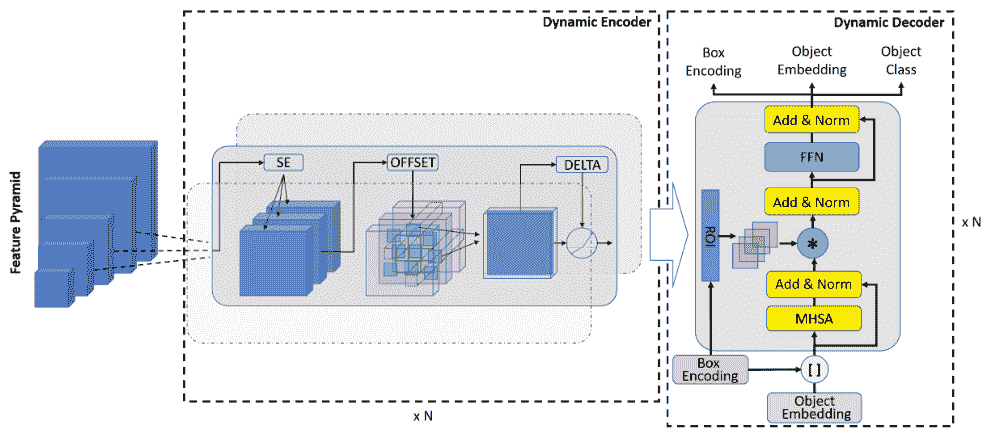 Dynamic Encoder
Dynamic Decoder
Feature Pyramid
SE
OFFSET
DELTA
x N
Box
Encoding
Object
Embedding
Object
Class
Add & Norm
FFN
Add & Norm
ROI
*
Add & Norm
MHSA
Box
Encoding
[ ]
Object
Embedding
x N